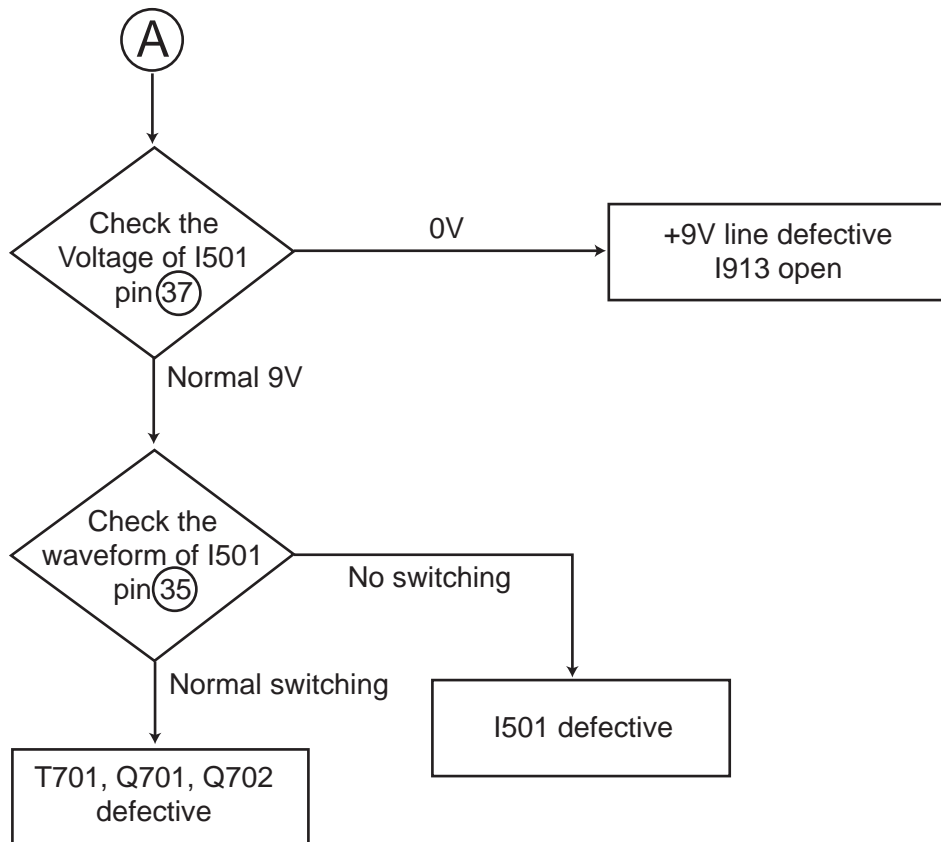 A
Check the
Voltage of I501
pin 37
0V
+9V line defective
I913 open
Normal 9V
Check the
waveform of I501
pin 35
No switching
Normal switching
I501 defective
T701, Q701, Q702
defective